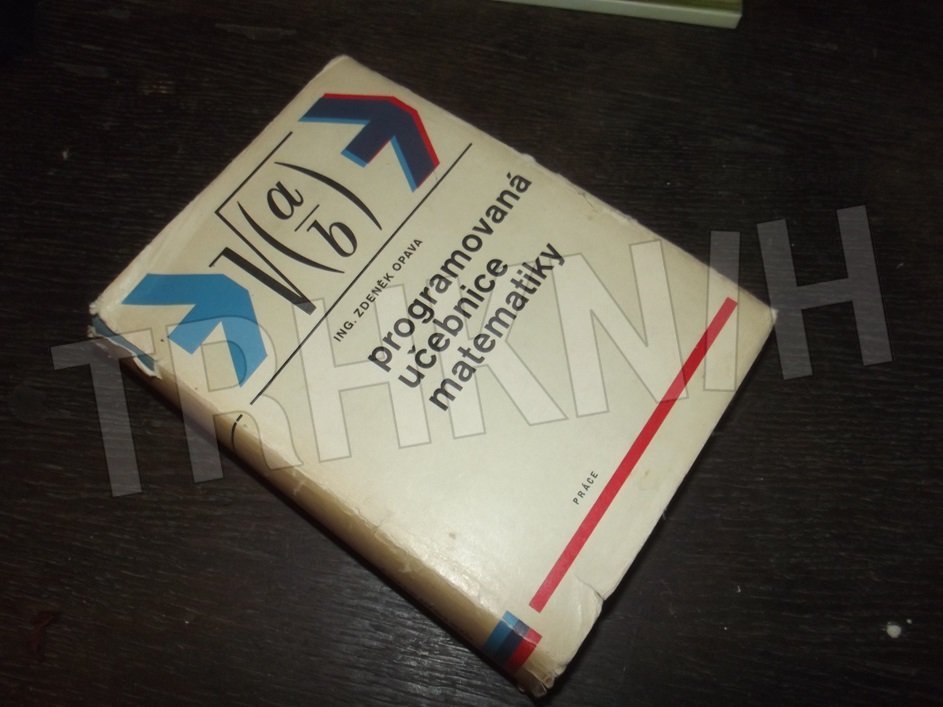 √(a/b)
ING. ZDENĚK OPAVA
programovaná
učebnice
matematiky
PRÁCE
TRHKNIH